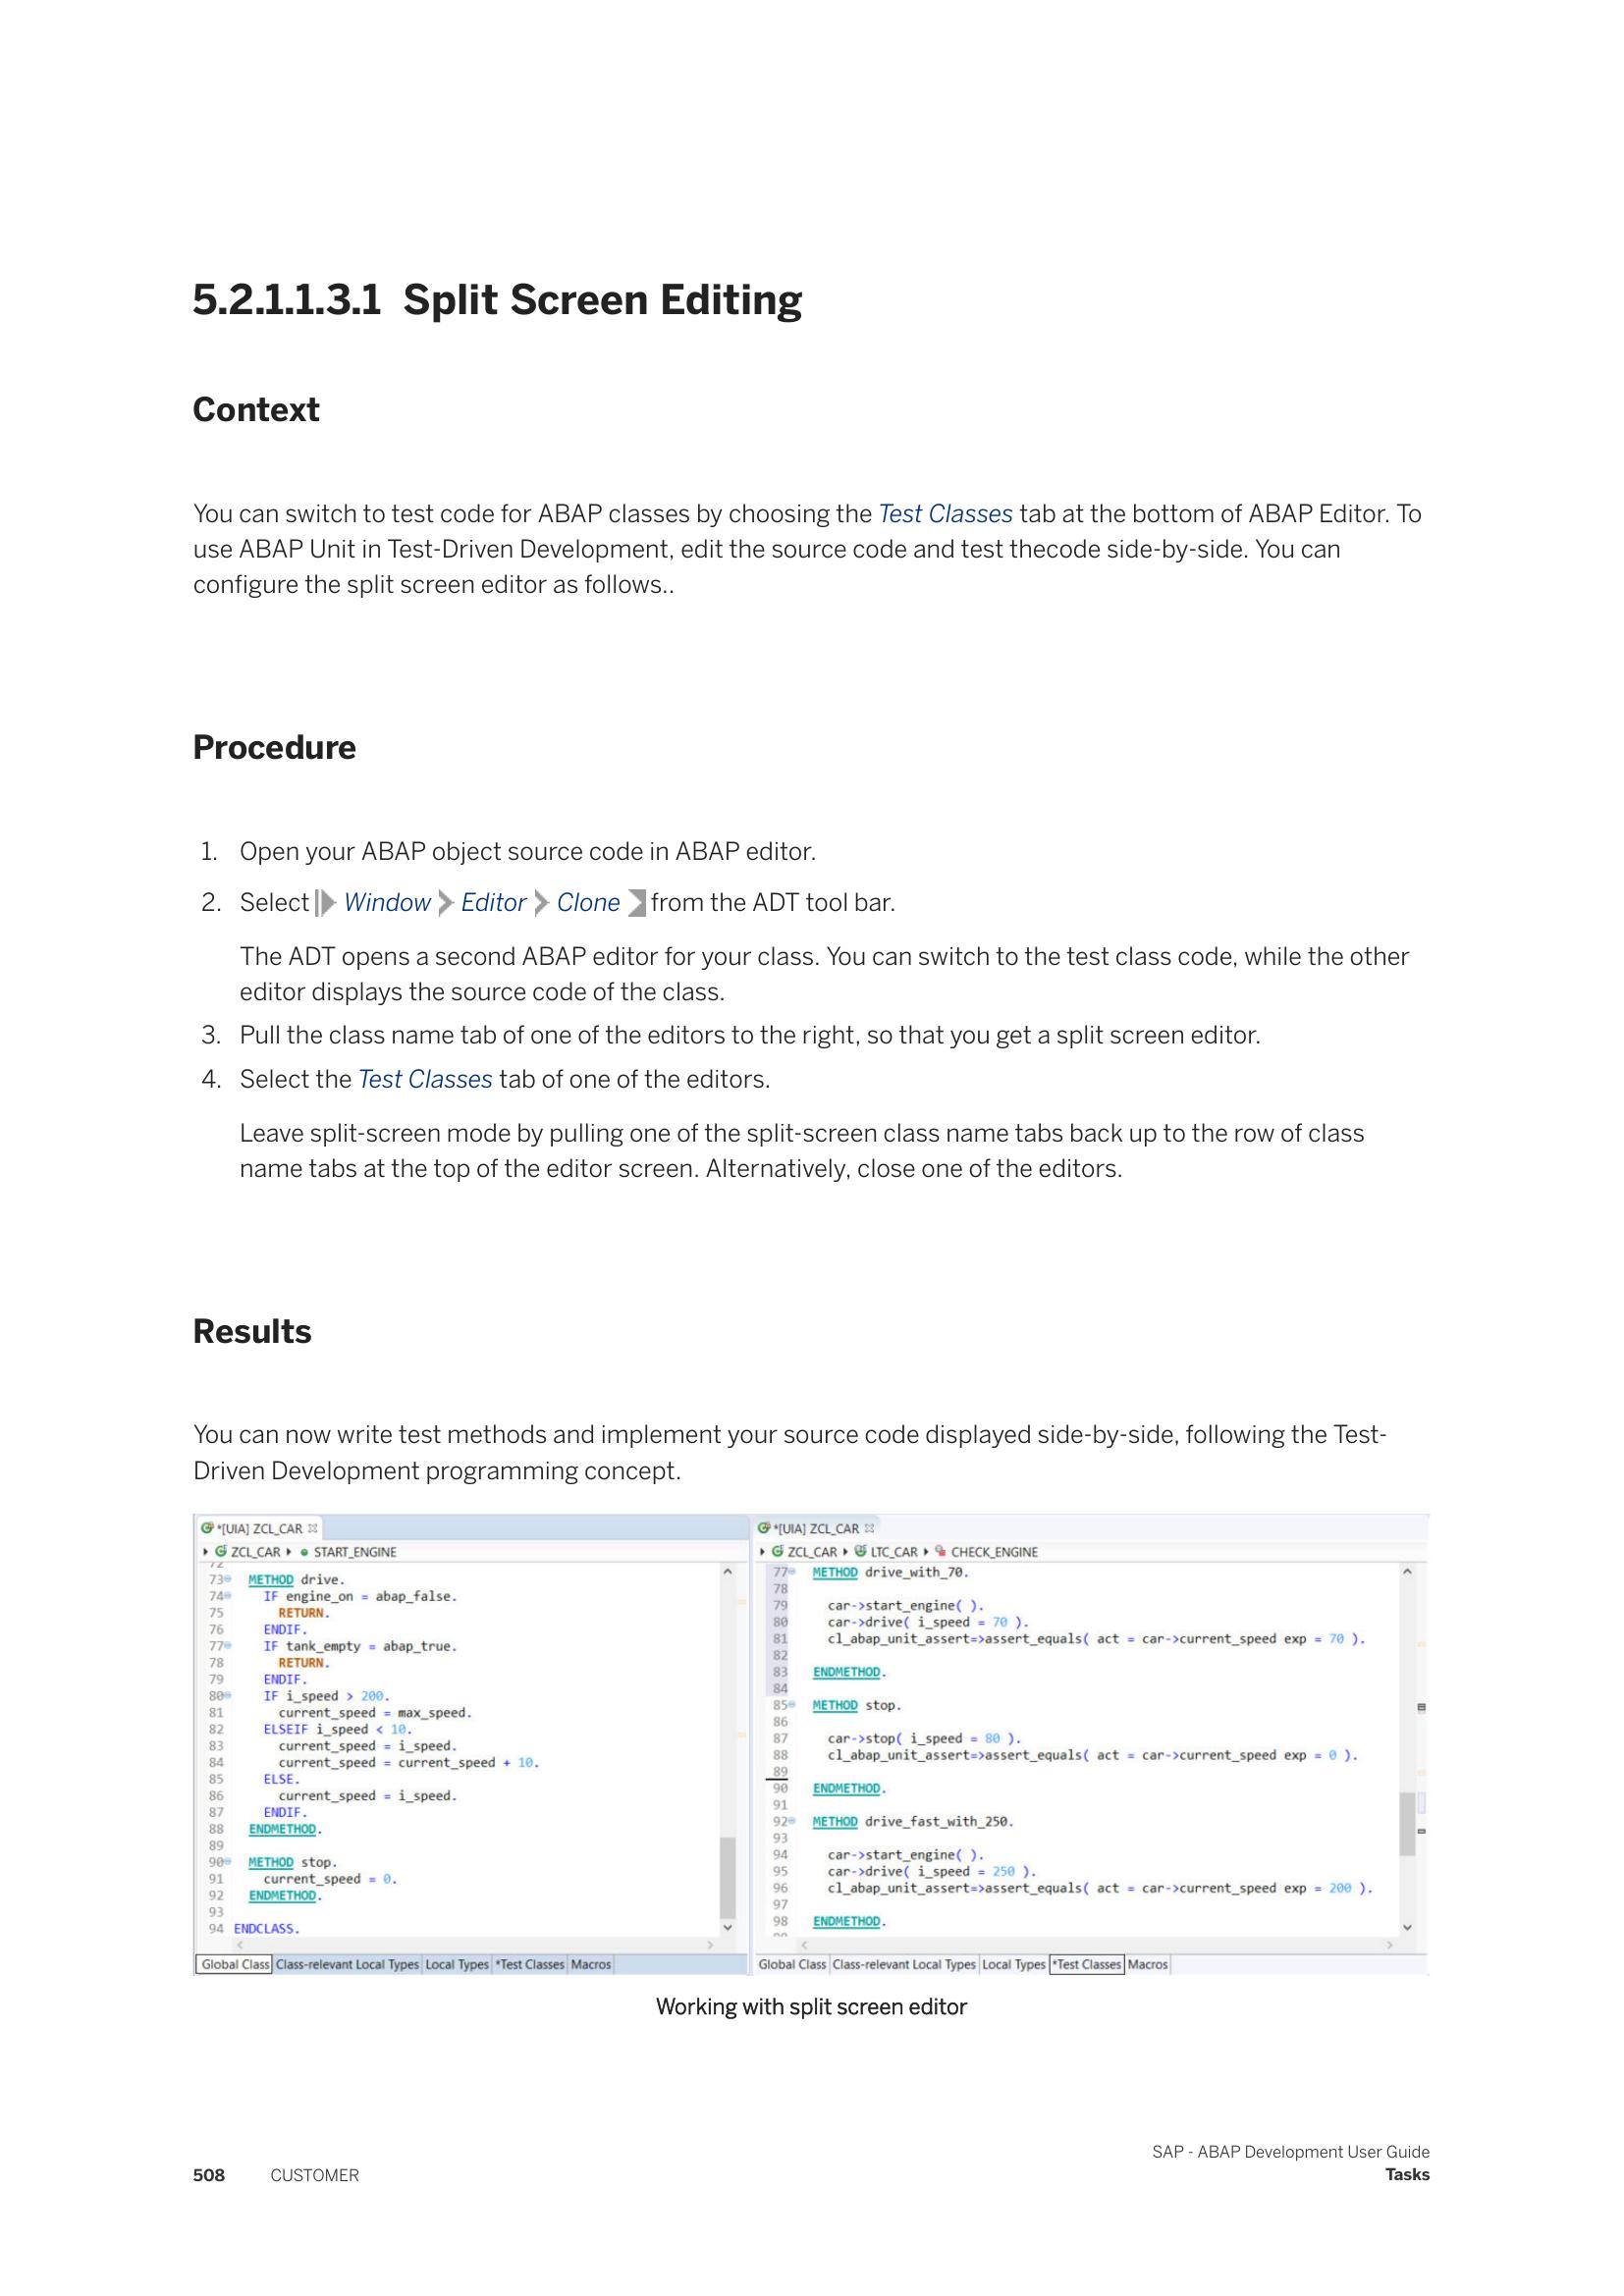 5.2.1.1.3.1 Split Screen Editing
Context
You can switch to test code for ABAP classes by choosing the Test Classes tab at the bottom of ABAP Editor. To
use ABAP Unit in Test-Driven Development, edit the source code and test thecode side-by-side. You can
configure the split screen editor as follows..
Procedure
1. Open your ABAP object source code in ABAP editor.
2. Select Window Editor Clone from the ADT tool bar.
The ADT opens a second ABAP editor for your class. You can switch to the test class code, while the other
editor displays the source code of the class.
3. Pull the class name tab of one of the editors to the right, so that you get a split screen editor.
4. Select the Test Classes tab of one of the editors.
Leave split-screen mode by pulling one of the split-screen class name tabs back up to the row of class
name tabs at the top of the editor screen. Alternatively, close one of the editors.
Results
You can now write test methods and implement your source code displayed side-by-side, following the Test-
Driven Development programming concept.
*[UIA] ZCL_CAR
ZCL_CAR START_ENGINE
73 METHOD drive.
74 IF engine_on = abap_false.
75 RETURN.
76 ENDIF.
77 IF tank_empty = abap_true.
78 RETURN.
79 ENDIF.
80 IF i_speed > 200.
81 current_speed = max_speed.
82 ELSEIF i_speed < 10.
83 current_speed = i_speed.
84 current_speed = current_speed + 10.
85 ELSE.
86 current_speed = i_speed.
87 ENDIF.
88 ENDMETHOD.
89
90 METHOD stop.
91 current_speed = 0.
92 ENDMETHOD.
93
94 ENDCLASS.
Global Class Class-relevant Local Types Local Types *Test Classes Macros
*[UIA] ZCL_CAR
ZCL_CAR LTC_CAR CHECK_ENGINE
77 METHOD drive_with_70.
78
79 car->start_engine( ).
80 car->drive( i_speed = 70 ).
81 cl_abap_unit_assert=>assert_equals( act = car->current_speed exp = 70 ).
82
83 ENDMETHOD.
84
85 METHOD stop.
86
87 car->stop( i_speed = 80 ).
88 cl_abap_unit_assert=>assert_equals( act = car->current_speed exp = 0 ).
89
90 ENDMETHOD.
91
92 METHOD drive_fast_with_250.
93
94 car->start_engine( ).
95 car->drive( i_speed = 250 ).
96 cl_abap_unit_assert=>assert_equals( act = car->current_speed exp = 200 ).
97
98 ENDMETHOD.
Global Class Class-relevant Local Types Local Types *Test Classes Macros
Working with split screen editor
SAP - ABAP Development User Guide
508 CUSTOMER Tasks